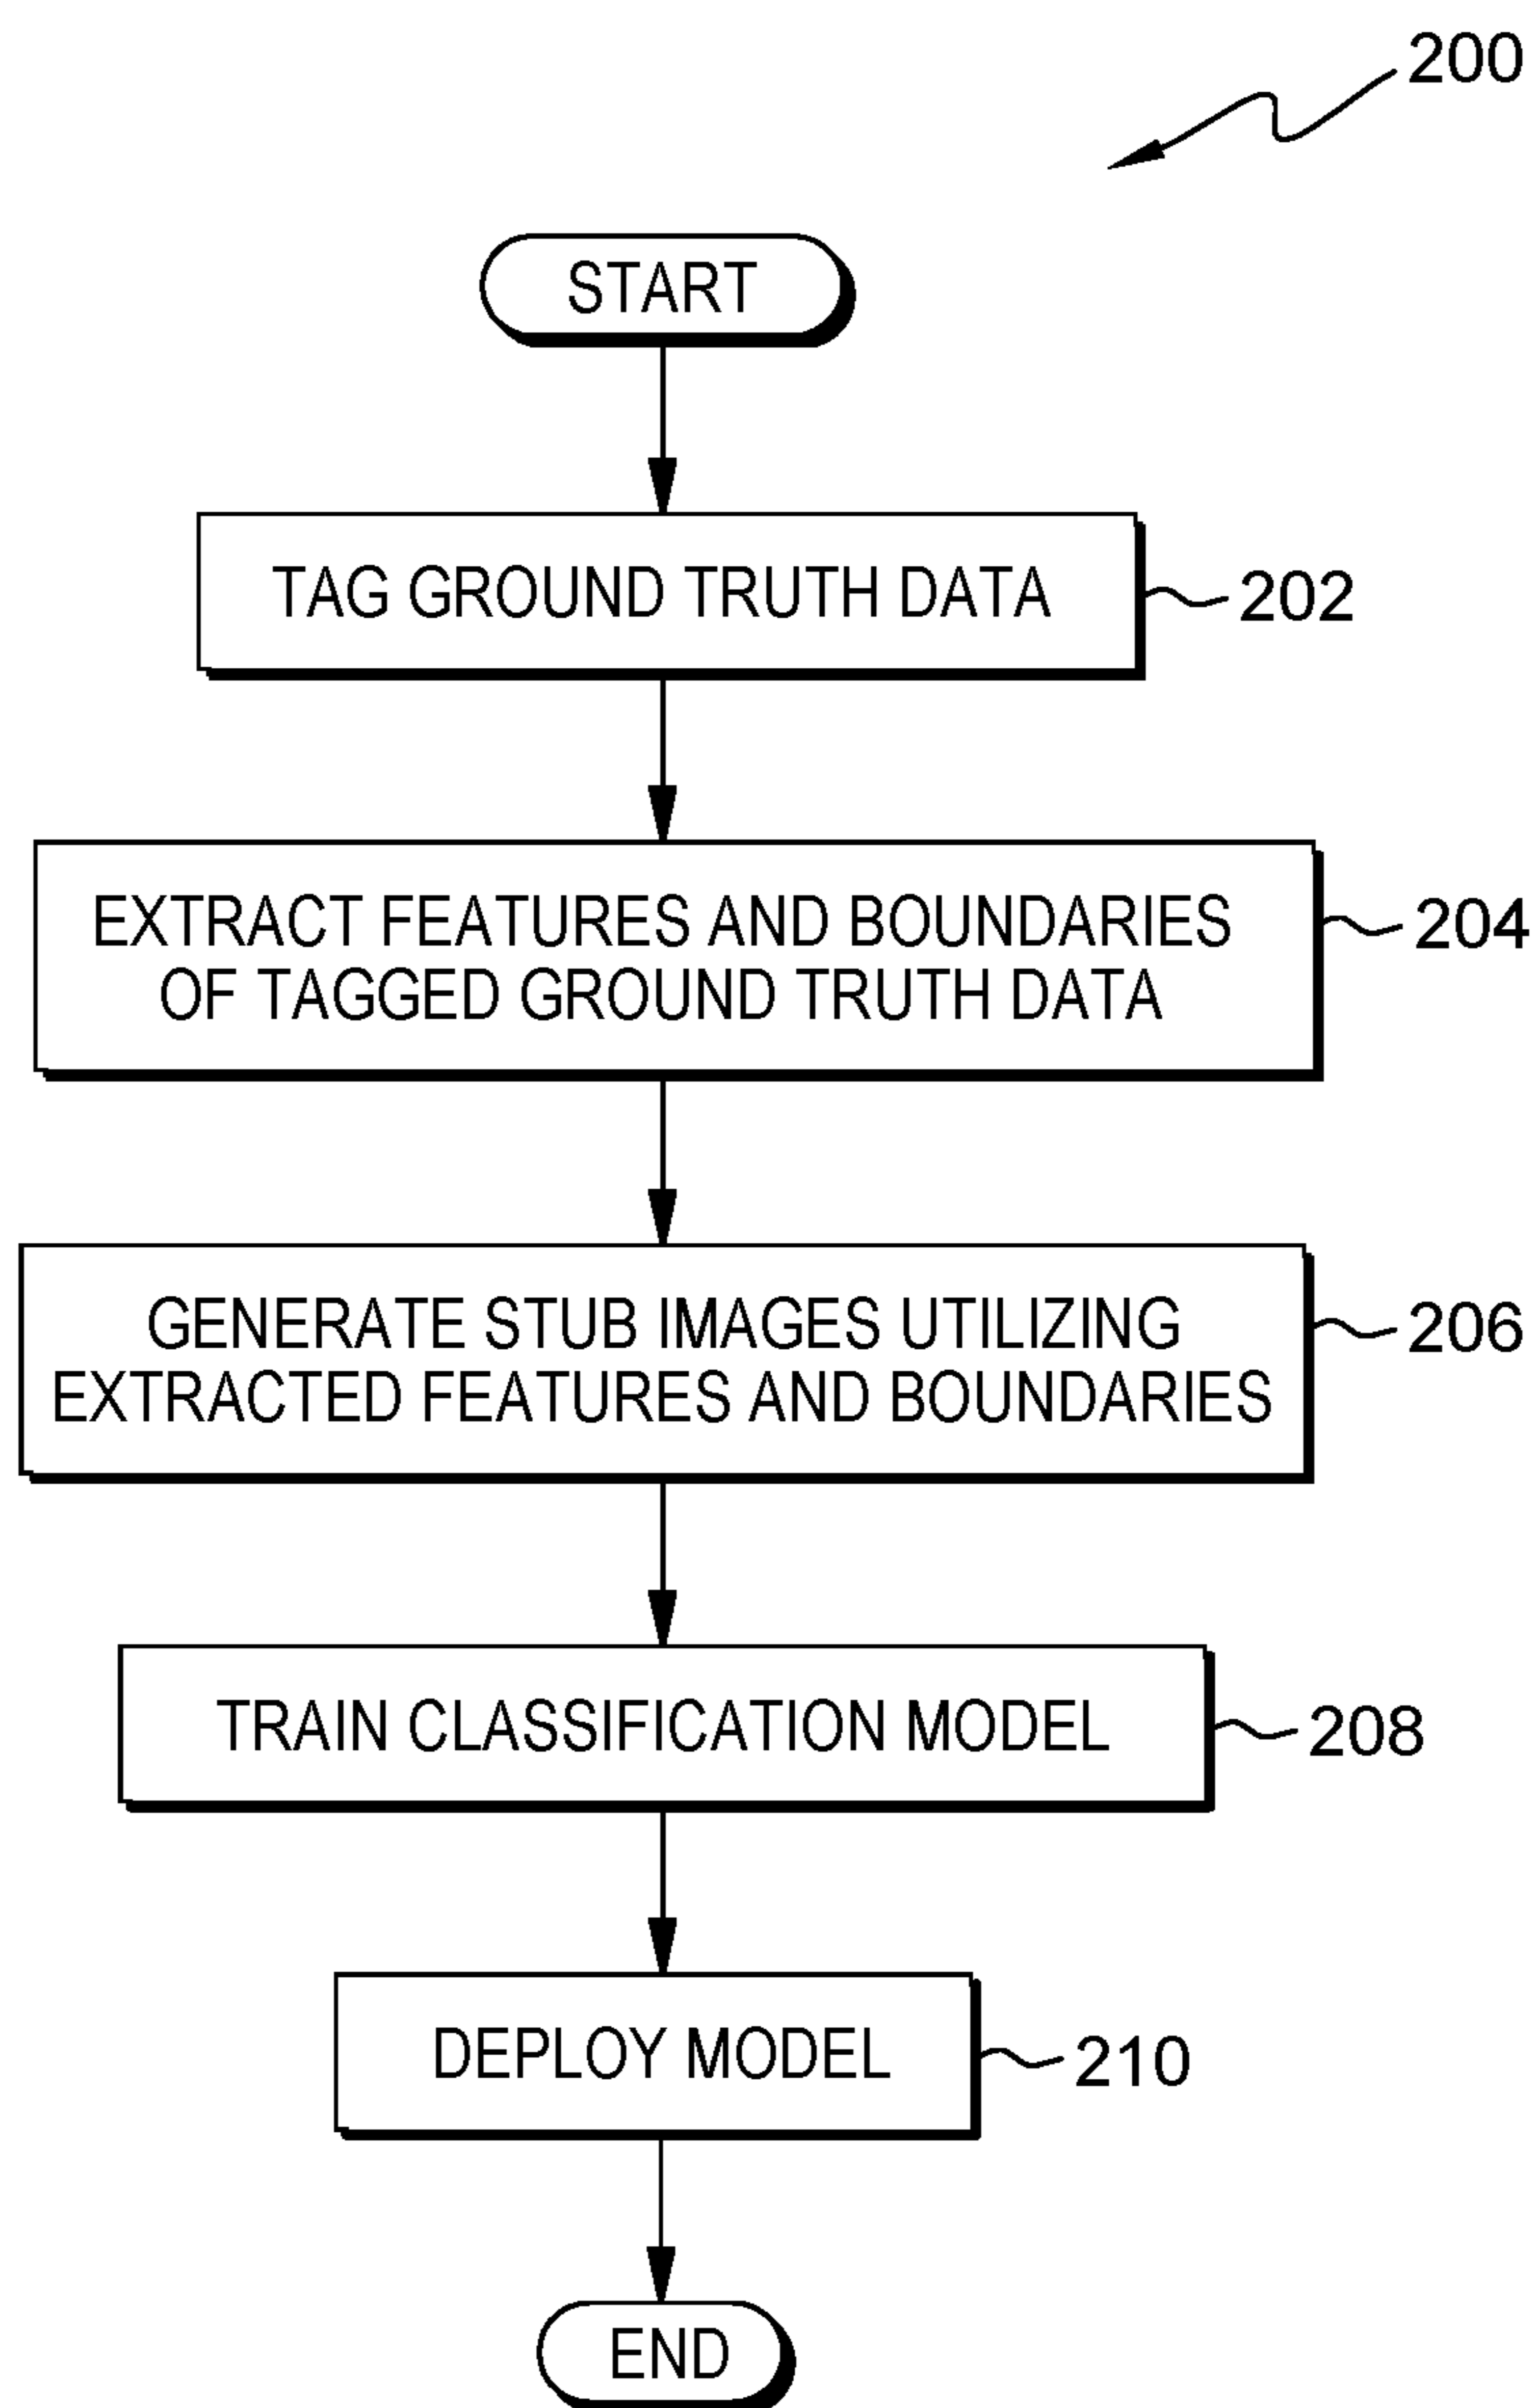 200
START
TAG GROUND TRUTH DATA
202
EXTRACT FEATURES AND BOUNDARIES
OF TAGGED GROUND TRUTH DATA
204
GENERATE STUB IMAGES UTILIZING
EXTRACTED FEATURES AND BOUNDARIES
206
TRAIN CLASSIFICATION MODEL
208
DEPLOY MODEL
210
END